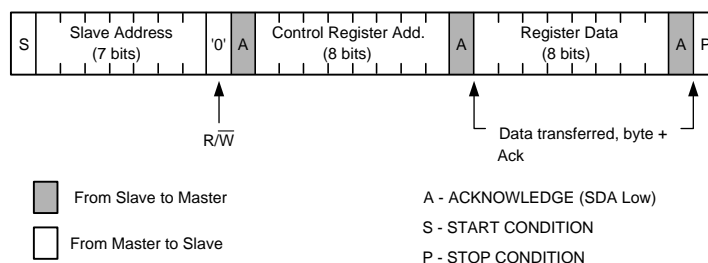 S Slave Address (7 bits) '0' A Control Register Add. (8 bits) A Register Data (8 bits) A P
R/W
Data transferred, byte +
Ack
From Slave to Master
From Master to Slave
A - ACKNOWLEDGE (SDA Low)
S - START CONDITION
P - STOP CONDITION